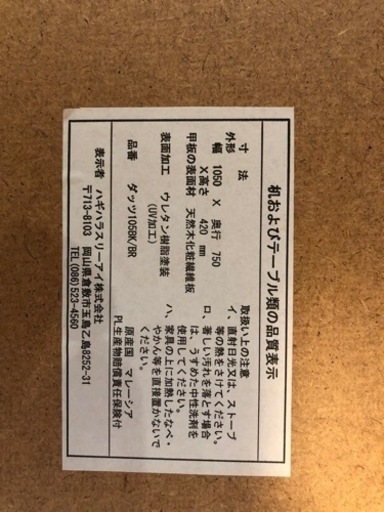 机およびテーブル類の品質表示
寸法
外形
幅 1050 X 奥行 750
X高さ 420 mm
甲板の表面材 天然木化粧繊維板
表面加工 ウレタン樹脂塗装
(UV加工)
品番 ダッツ105BK/BR
取扱い上の注意
イ、直射日光又は、ストーブ
等の熱をさけてください。
ロ、著しい汚れを落とす場合
は、うすめた中性洗剤を
使用してください。
ハ、家具の上に加熱したなべ・
やかん等を直接置かないで
ください。
原産国 マレーシア
PL生産物賠償責任保険付
表示者 ハギハラスリーアイ株式会社
〒713-8103 岡山県倉敷市玉島乙島8252-31
TEL(086)523-4560